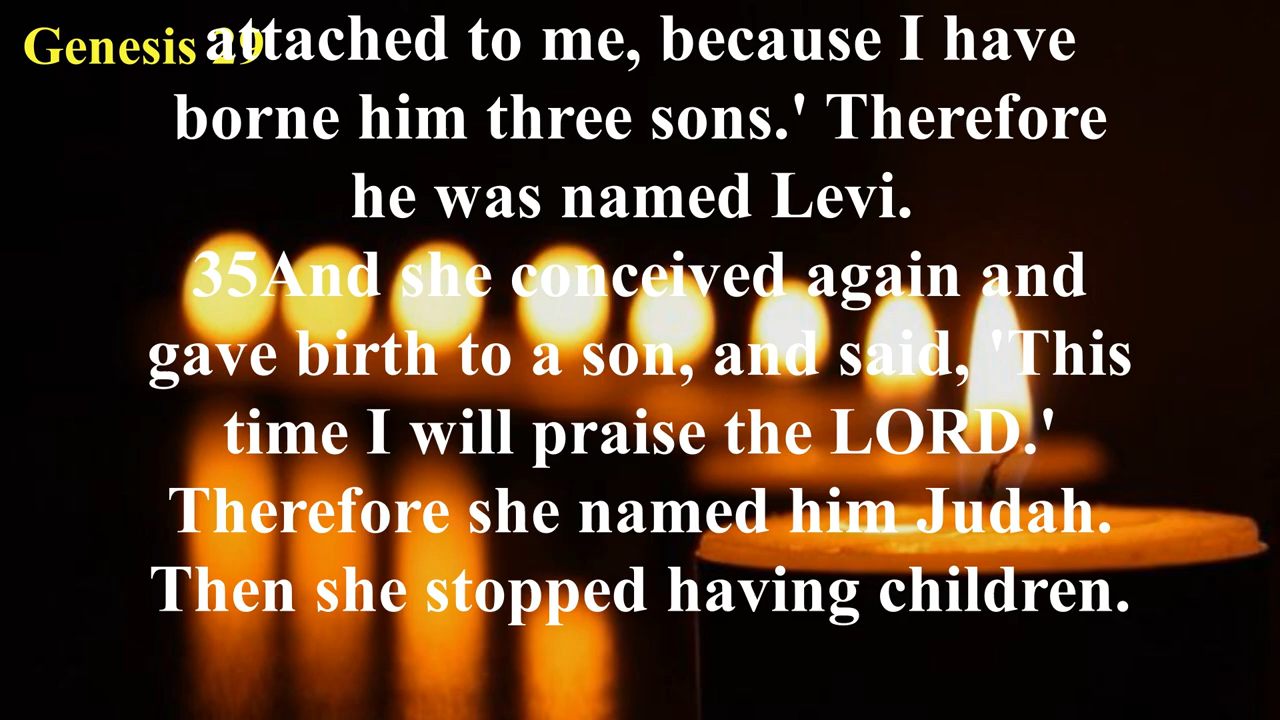 Genesis 29
attached to me, because I have
borne him three sons.' Therefore
he was named Levi.
35And she conceived again and
gave birth to a son, and said, 'This
time I will praise the LORD.'
Therefore she named him Judah.
Then she stopped having children.